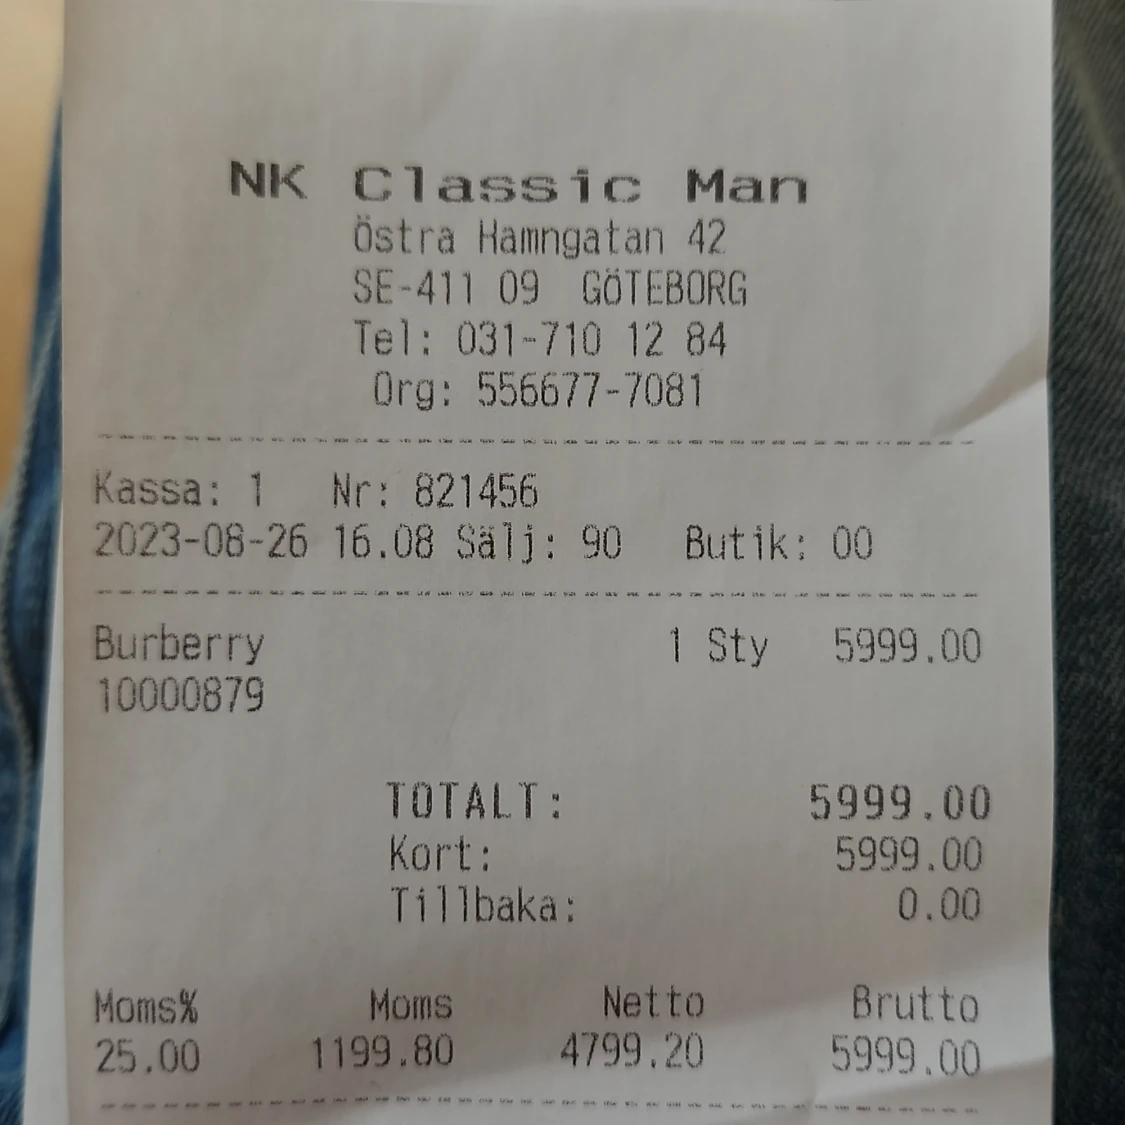 NK Classic Man
Östra Hamngatan 42
SE-411 09 GÖTEBORG
Tel: 031-710 12 84
Org: 556677-7081
Kassa: 1 Nr: 821456
2023-08-26 16.08 Sälj: 90 Butik: 00
Burberry 1 Sty 5999.00
10000879
TOTALT: 5999.00
Kort: 5999.00
Tillbaka: 0.00
Moms% Moms Netto Brutto
25.00 1199.80 4799.20 5999.00